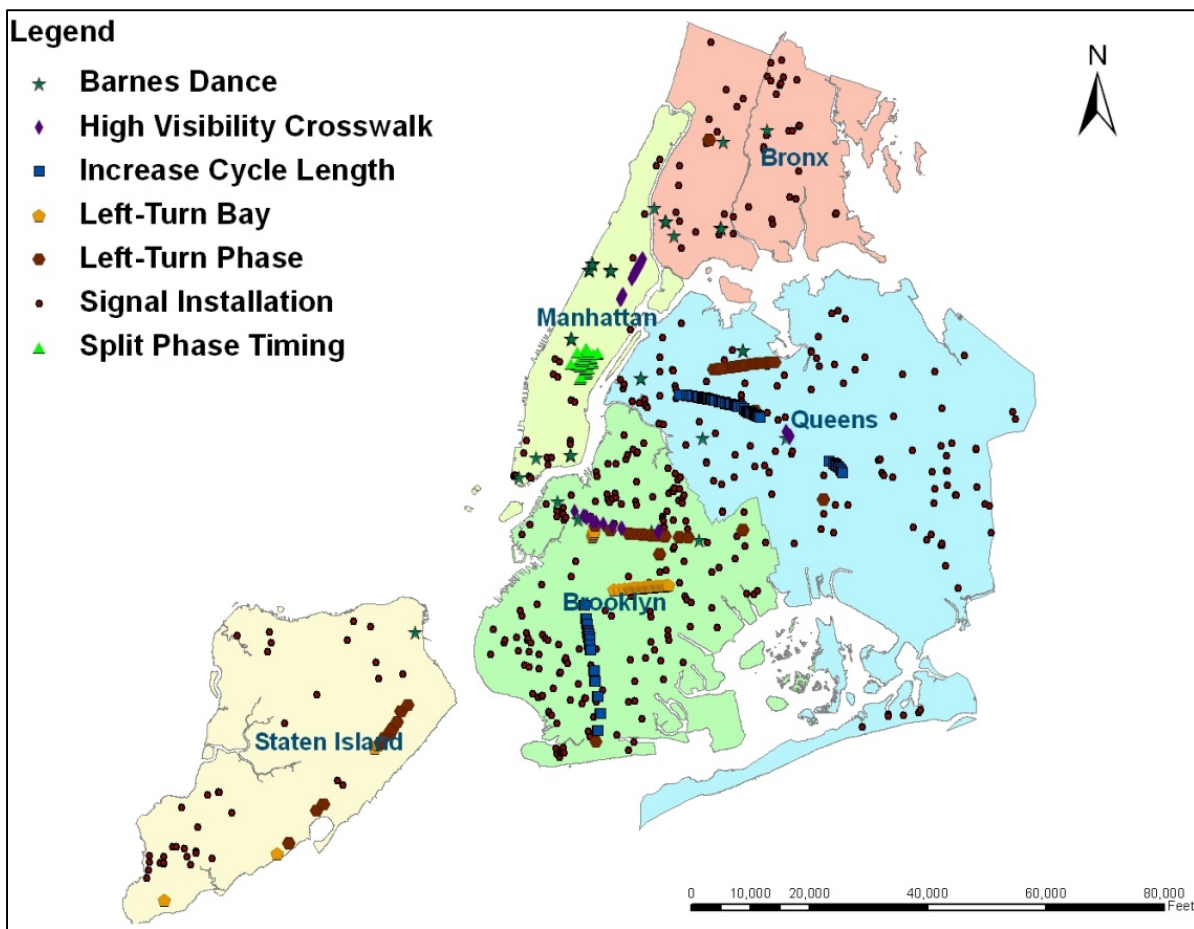 Legend
Barnes Dance
High Visibility Crosswalk
Increase Cycle Length
Left-Turn Bay
Left-Turn Phase
Signal Installation
Split Phase Timing
N
Bronx
Manhattan
Queens
Brooklyn
Staten Island
0 10,000 20,000 40,000 60,000 80,000
Feet